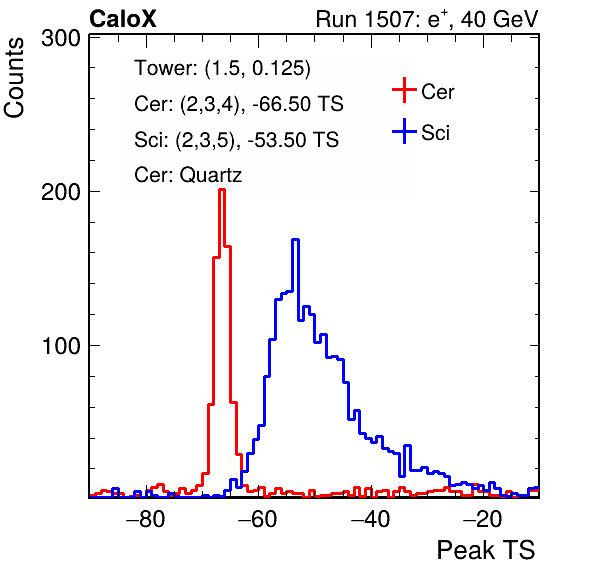 CaloX Run 1507: e⁺, 40 GeV
Counts
300
200
100
Tower: (1.5, 0.125)
Cer: (2,3,4), -66.50 TS
Sci: (2,3,5), -53.50 TS
Cer: Quartz
Cer
Sci
−80 −60 −40 −20
Peak TS